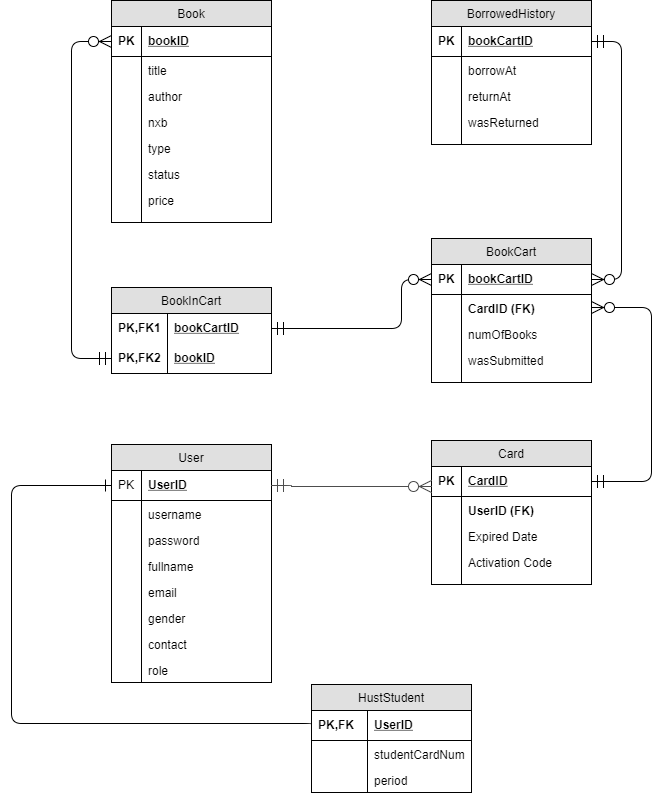 Book
PK bookID
title
author
nxb
type
status
price
BorrowedHistory
PK bookCartID
borrowAt
returnAt
wasReturned
BookCart
PK bookCartID
CardID (FK)
numOfBooks
wasSubmitted
BookInCart
PK,FK1 bookCartID
PK,FK2 bookID
User
PK UserID
username
password
fullname
email
gender
contact
role
Card
PK CardID
UserID (FK)
Expired Date
Activation Code
HustStudent
PK,FK UserID
studentCardNum
period